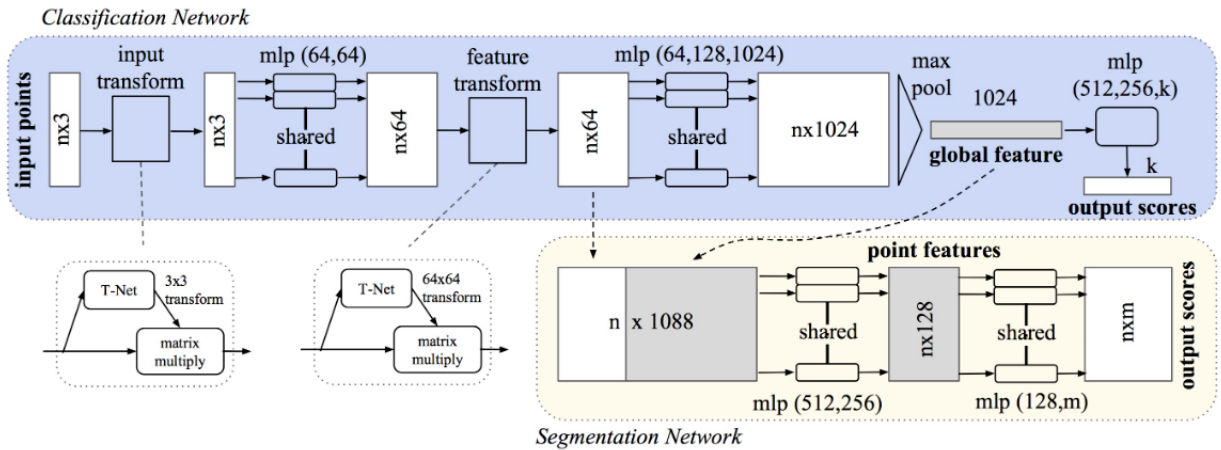 Classification Network
input points
nx3
input
transform
nx3
mlp (64,64)
shared
nx64
feature
transform
nx64
mlp (64,128,1024)
shared
nx1024
max
pool
1024
global feature
mlp
(512,256,k)
k
output scores
T-Net
3x3
transform
matrix
multiply
T-Net
64x64
transform
matrix
multiply
point features
n x 1088
shared
mlp (512,256)
nx128
shared
mlp (128,m)
nxm
output scores
Segmentation Network